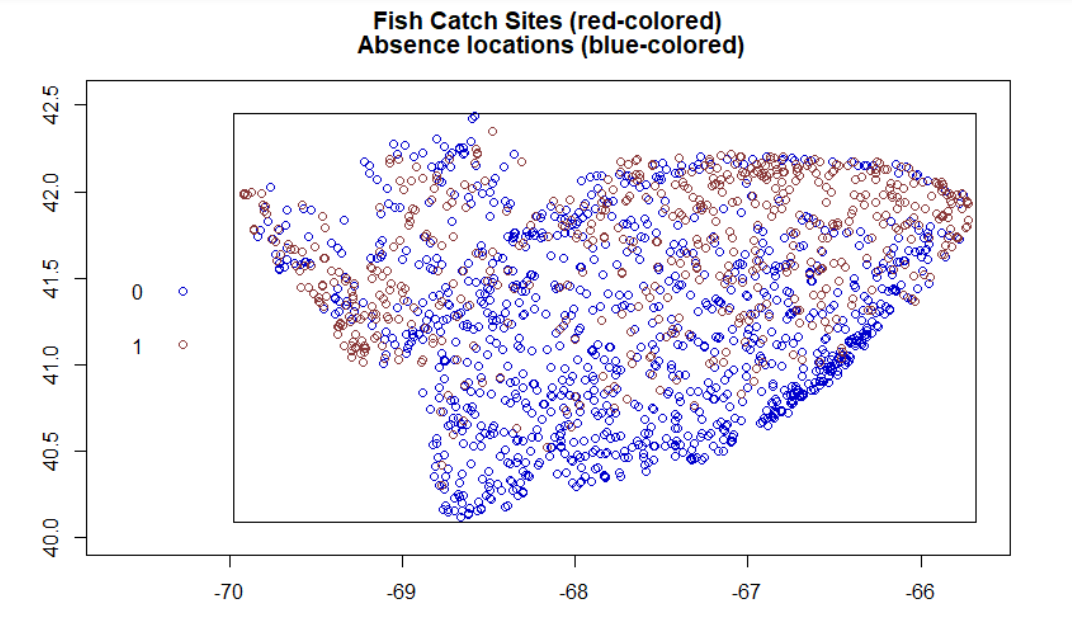 Fish Catch Sites (red-colored)
Absence locations (blue-colored)
42.5
42.0
41.5
41.0
40.5
40.0
0
1
-70 -69 -68 -67 -66